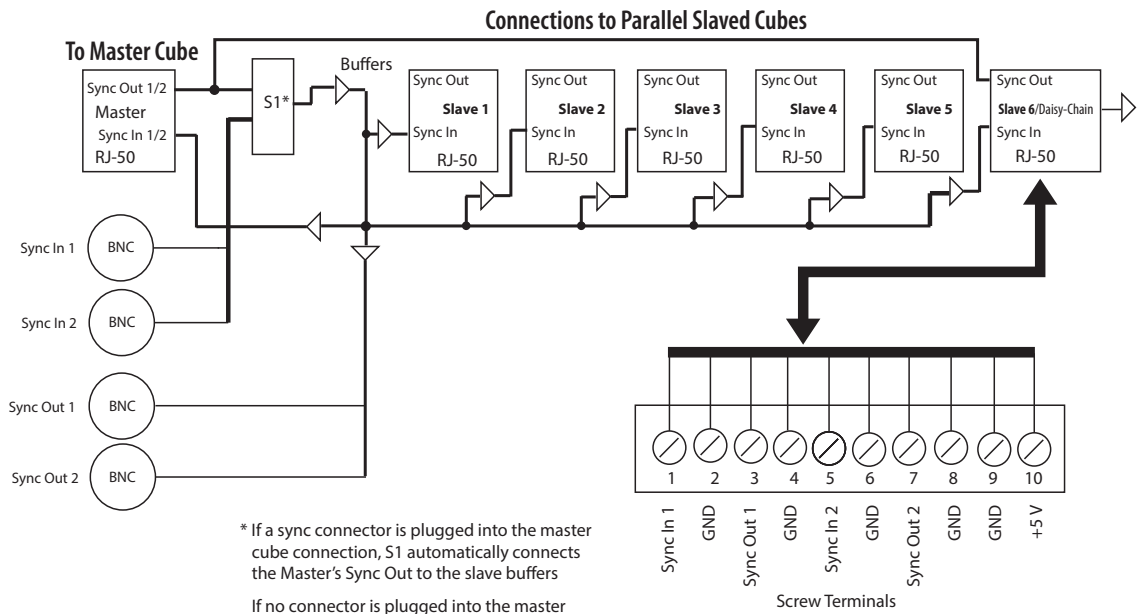 Connections to Parallel Slaved Cubes
To Master Cube
Buffers
Sync Out 1/2
Master
Sync In 1/2
RJ-50
S1*
Sync Out
Slave 1
Sync In
RJ-50
Sync Out
Slave 2
Sync In
RJ-50
Sync Out
Slave 3
Sync In
RJ-50
Sync Out
Slave 4
Sync In
RJ-50
Sync Out
Slave 5
Sync In
RJ-50
Sync Out
Slave 6/Daisy-Chain
Sync In
RJ-50
Sync In 1
BNC
Sync In 2
BNC
Sync Out 1
BNC
Sync Out 2
BNC
1 2 3 4 5 6 7 8 9 10
Sync In 1
GND
Sync Out 1
GND
Sync In 2
GND
Sync Out 2
GND
GND
+5 V
Screw Terminals
* If a sync connector is plugged into the master
cube connection, S1 automatically connects
the Master's Sync Out to the slave buffers
If no connector is plugged into the master